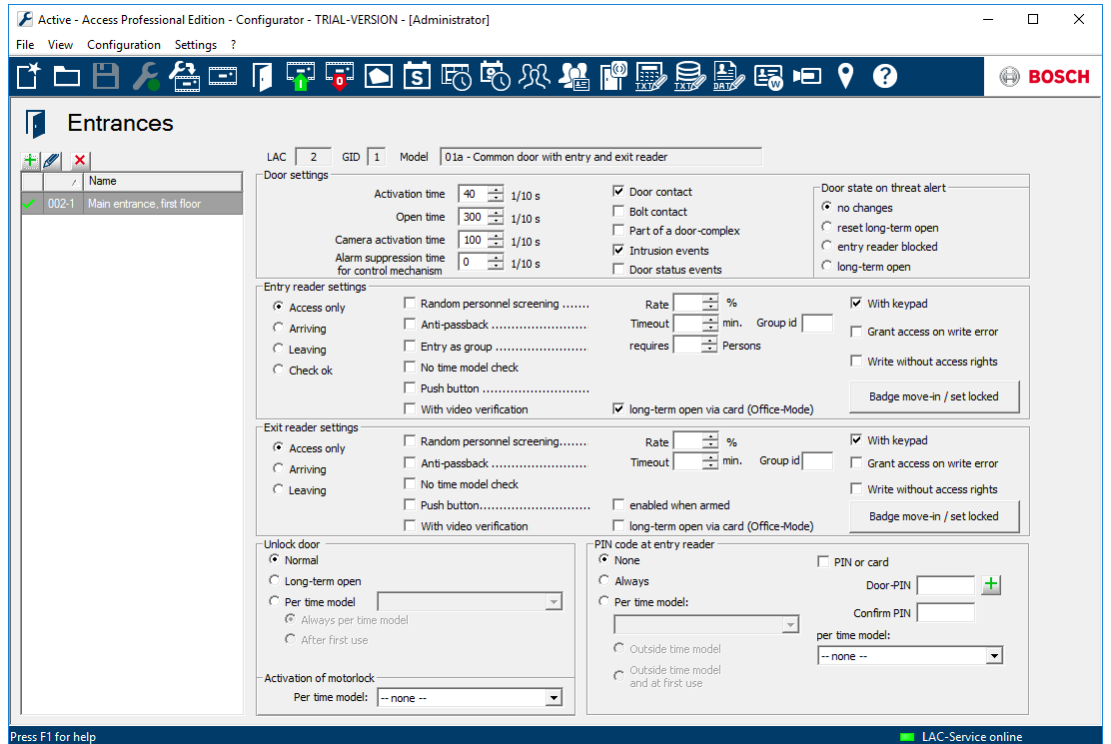 Active - Access Professional Edition - Configurator - TRIAL-VERSION - [Administrator]
File View Configuration Settings ?
1 0 S TXT TXT DATA W ? BOSCH
Entrances
LAC 2 GID 1 Model 01a - Common door with entry and exit reader
Name
002-1 Main entrance, first floor
Door settings
Activation time 40 1/10 s
Open time 300 1/10 s
Camera activation time 100 1/10 s
Alarm suppression time
for control mechanism 0 1/10 s
Door contact
Bolt contact
Part of a door-complex
Intrusion events
Door status events
Door state on threat alert
no changes
reset long-term open
entry reader blocked
long-term open
Entry reader settings
Access only
Arriving
Leaving
Check ok
Random personnel screening ....... Rate %
Anti-passback ........................ Timeout min. Group id
Entry as group ....................... requires Persons
No time model check
Push button ..........................
With video verification
long-term open via card (Office-Mode)
With keypad
Grant access on write error
Write without access rights
Badge move-in / set locked
Exit reader settings
Access only
Arriving
Leaving
Random personnel screening....... Rate %
Anti-passback ........................ Timeout min. Group id
No time model check
Push button........................... enabled when armed
With video verification long-term open via card (Office-Mode)
With keypad
Grant access on write error
Write without access rights
Badge move-in / set locked
Unlock door
Normal
Long-term open
Per time model
Always per time model
After first use
Activation of motorlock
Per time model: -- none --
PIN code at entry reader
None
Always
Per time model:
Outside time model
Outside time model
and at first use
PIN or card
Door-PIN
Confirm PIN
per time model:
-- none --
Press F1 for help LAC-Service online